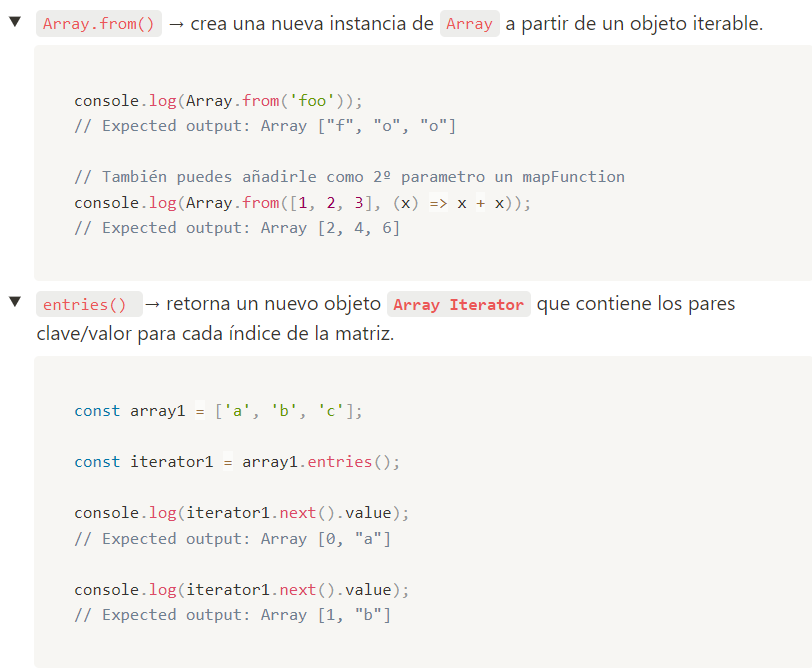 ▼ Array.from() → crea una nueva instancia de Array a partir de un objeto iterable.
console.log(Array.from('foo'));
// Expected output: Array ["f", "o", "o"]
// También puedes añadirle como 2º parametro un mapFunction
console.log(Array.from([1, 2, 3], (x) => x + x));
// Expected output: Array [2, 4, 6]
▼ entries() → retorna un nuevo objeto Array Iterator que contiene los pares
clave/valor para cada índice de la matriz.
const array1 = ['a', 'b', 'c'];
const iterator1 = array1.entries();
console.log(iterator1.next().value);
// Expected output: Array [0, "a"]
console.log(iterator1.next().value);
// Expected output: Array [1, "b"]